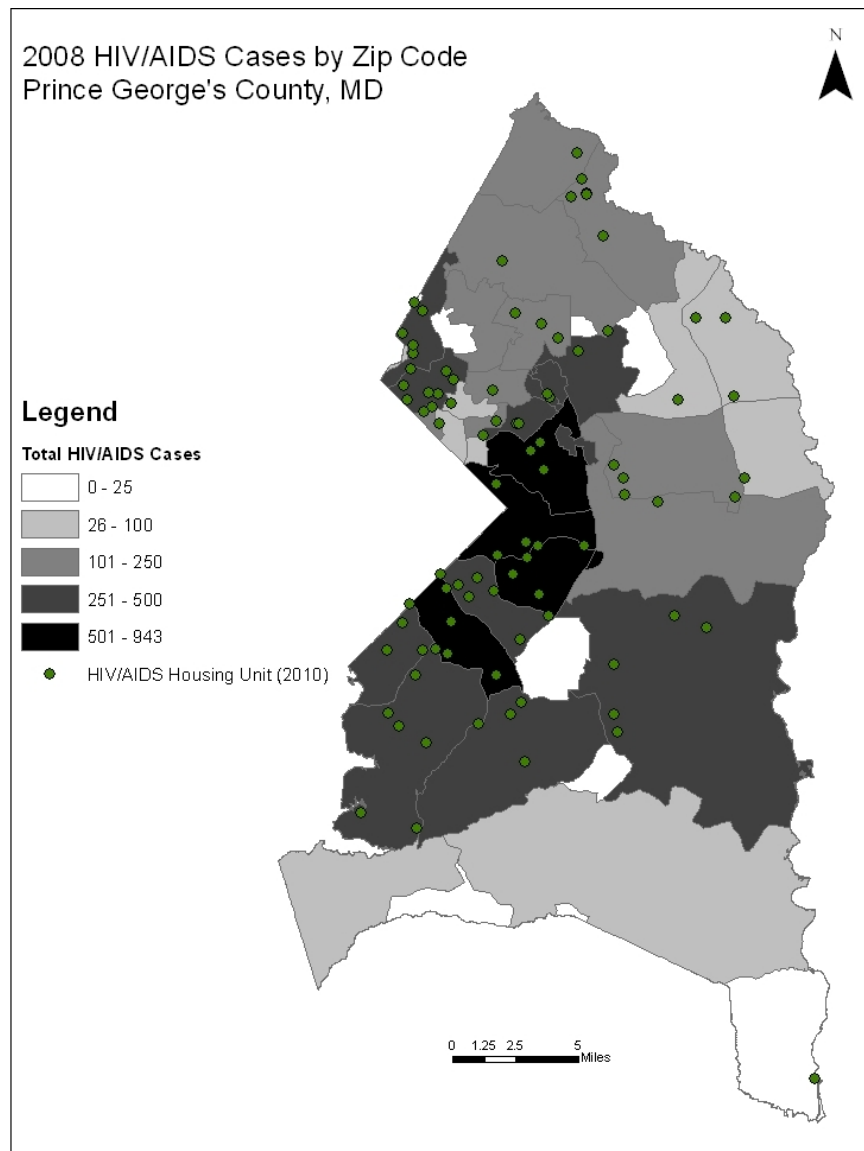 2008 HIV/AIDS Cases by Zip Code
Prince George's County, MD
N
Legend
Total HIV/AIDS Cases
0 - 25
26 - 100
101 - 250
251 - 500
501 - 943
HIV/AIDS Housing Unit (2010)
0 1.25 2.5 5
Miles